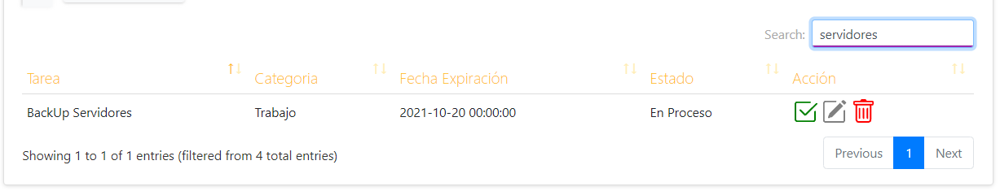 Search: servidores
Tarea Categoria Fecha Expiración Estado Acción
BackUp Servidores Trabajo 2021-10-20 00:00:00 En Proceso
Showing 1 to 1 of 1 entries (filtered from 4 total entries)
Previous 1 Next